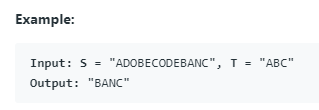 Example:
Input: S = "ADOBECODEBANC", T = "ABC"
Output: "BANC"